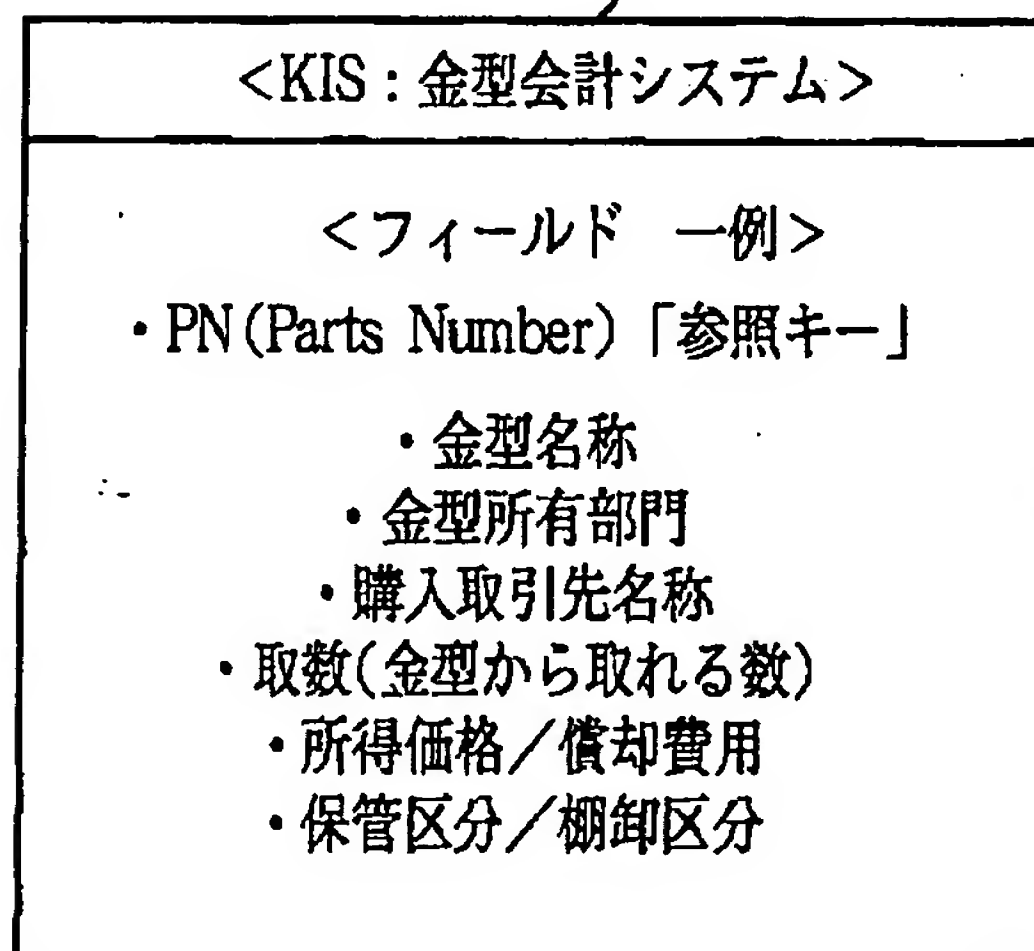 <KIS：金型会計システム>
<フィールド　一例>
・PN(Parts Number)「参照キー」
・金型名称
・金型所有部門
・購入取引先名称
・取数(金型から取れる数)
・所得価格／償却費用
・保管区分／棚卸区分